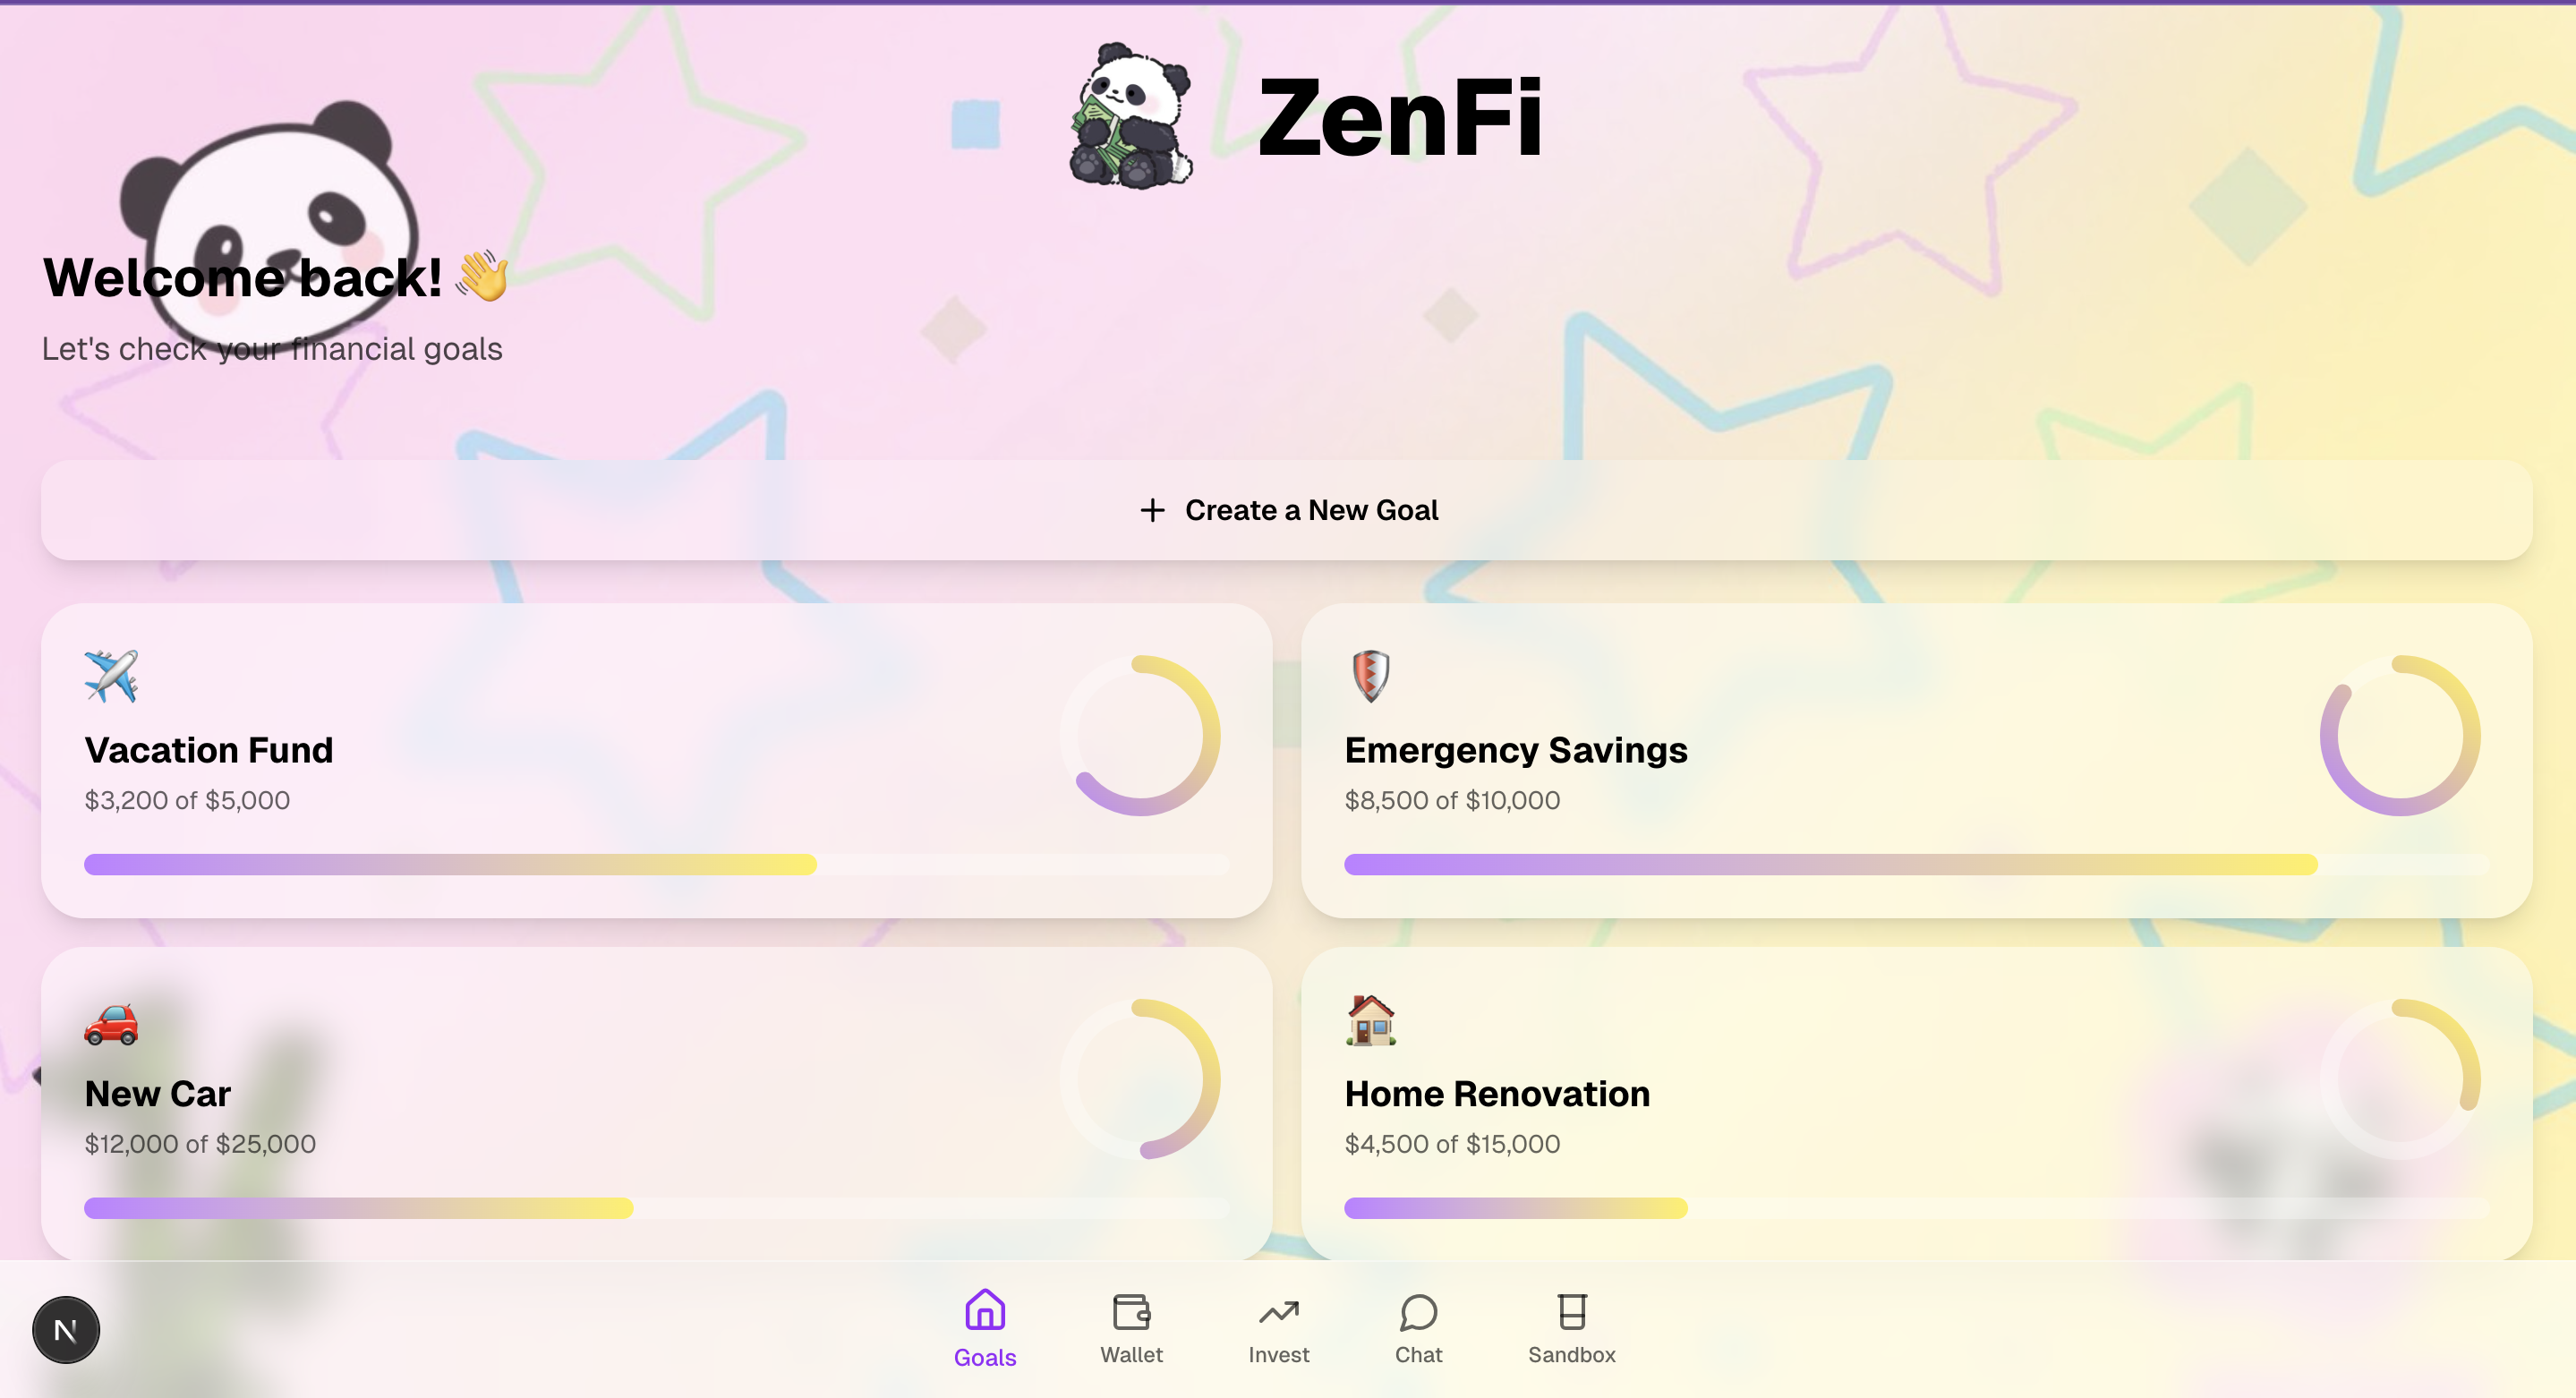 ZenFi
Welcome back! 👋
Let's check your financial goals
Create a New Goal
Vacation Fund
$3,200 of $5,000
Emergency Savings
$8,500 of $10,000
New Car
$12,000 of $25,000
Home Renovation
$4,500 of $15,000
N
Goals
Wallet
Invest
Chat
Sandbox